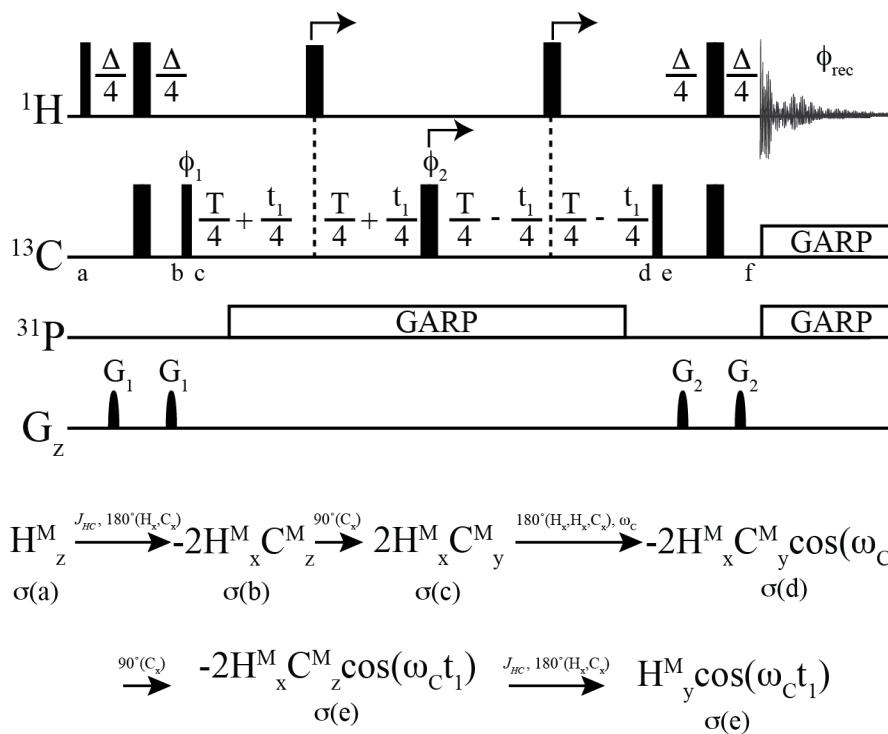 Δ/4 Δ/4 Δ/4 Δ/4 ϕrec
¹H
ϕ₁ ϕ₂
T/4 + t₁/4 T/4 + t₁/4 T/4 - t₁/4 T/4 - t₁/4
¹³C GARP
a b c d e f
³¹P GARP GARP
G₁ G₁ G₂ G₂
Gz
Hᴹz J_HC, 180°(Hx,Cx) -2HᴹxCᴹz 90°(Cx) 2HᴹxCᴹy 180°(Hx,Hx,Cx), ωC -2HᴹxCᴹycos(ωC
σ(a) σ(b) σ(c) σ(d)
90°(Cx) -2HᴹxCᴹzcos(ωCt₁) J_HC, 180°(Hx,Cx) Hᴹycos(ωCt₁)
σ(e) σ(e)